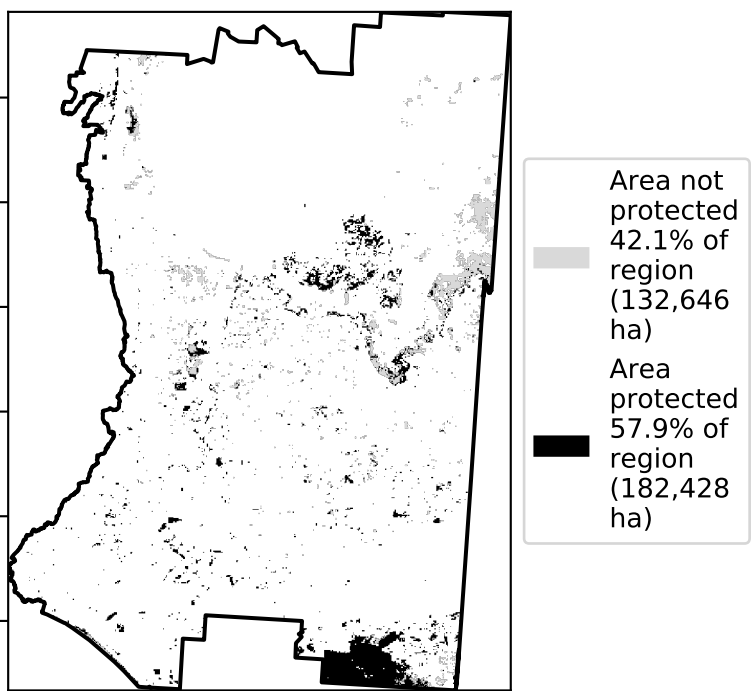 Area not
protected
42.1% of
region
(132,646
ha)
Area
protected
57.9% of
region
(182,428
ha)